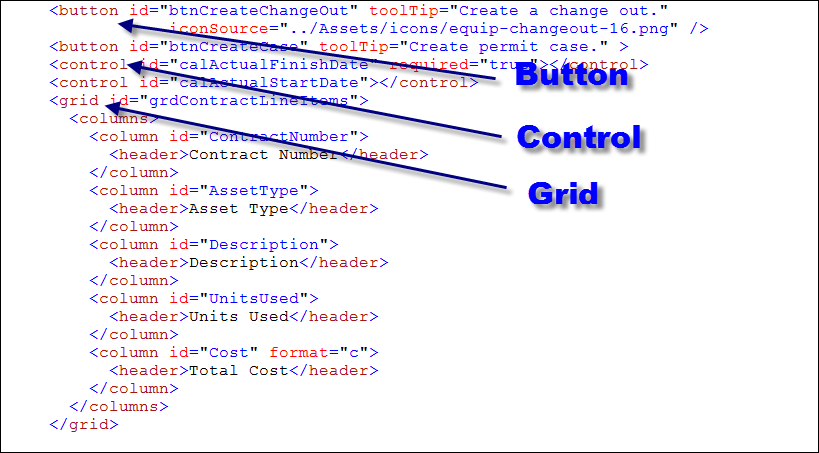 <button id="btnCreateChangeOut" toolTip="Create a change out."
iconSource="../Assets/icons/equip-changeout-16.png" />
<button id="btnCreateCase" toolTip="Create permit case." >
<control id="calActualFinishDate" required="true"></control>
<control id="calActualStartDate"></control>
<grid id="grdContractLineItems">
<columns>
<column id="ContractNumber">
<header>Contract Number</header>
</column>
<column id="AssetType">
<header>Asset Type</header>
</column>
<column id="Description">
<header>Description</header>
</column>
<column id="UnitsUsed">
<header>Units Used</header>
</column>
<column id="Cost" format="c">
<header>Total Cost</header>
</column>
</columns>
</grid>
Button
Control
Grid